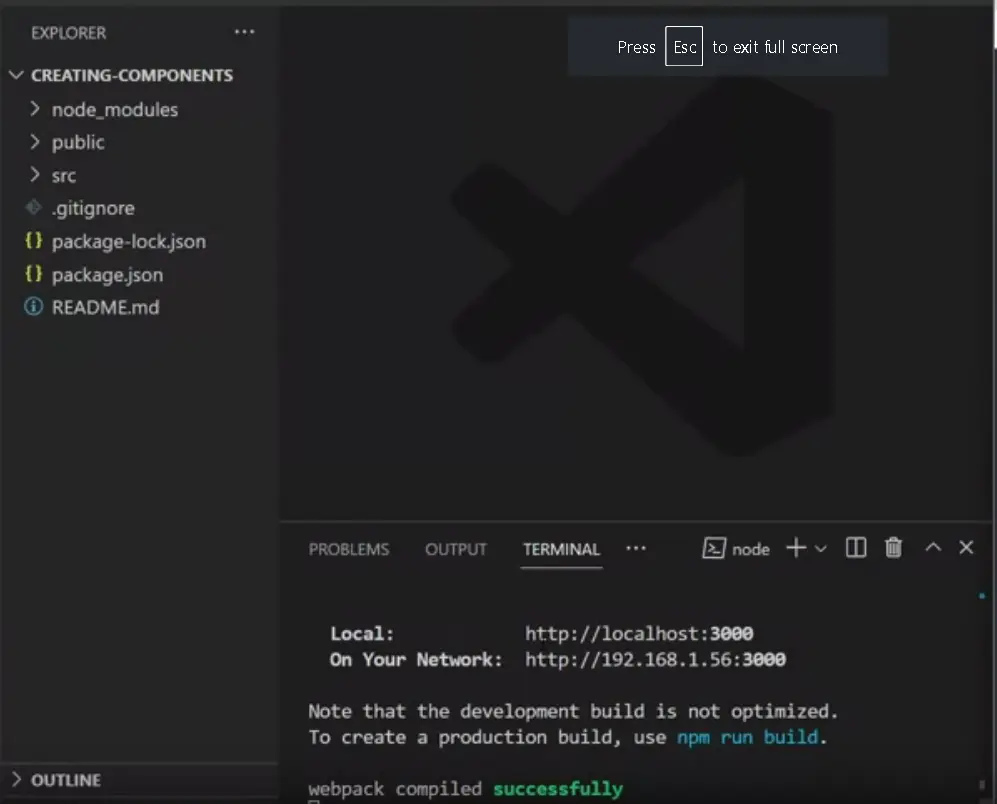 EXPLORER ...
CREATING-COMPONENTS
node_modules
public
src
.gitignore
{} package-lock.json
{} package.json
README.md
OUTLINE
Press Esc to exit full screen
PROBLEMS OUTPUT TERMINAL ... node
Local: http://localhost:3000
On Your Network: http://192.168.1.56:3000
Note that the development build is not optimized.
To create a production build, use npm run build.
webpack compiled successfully